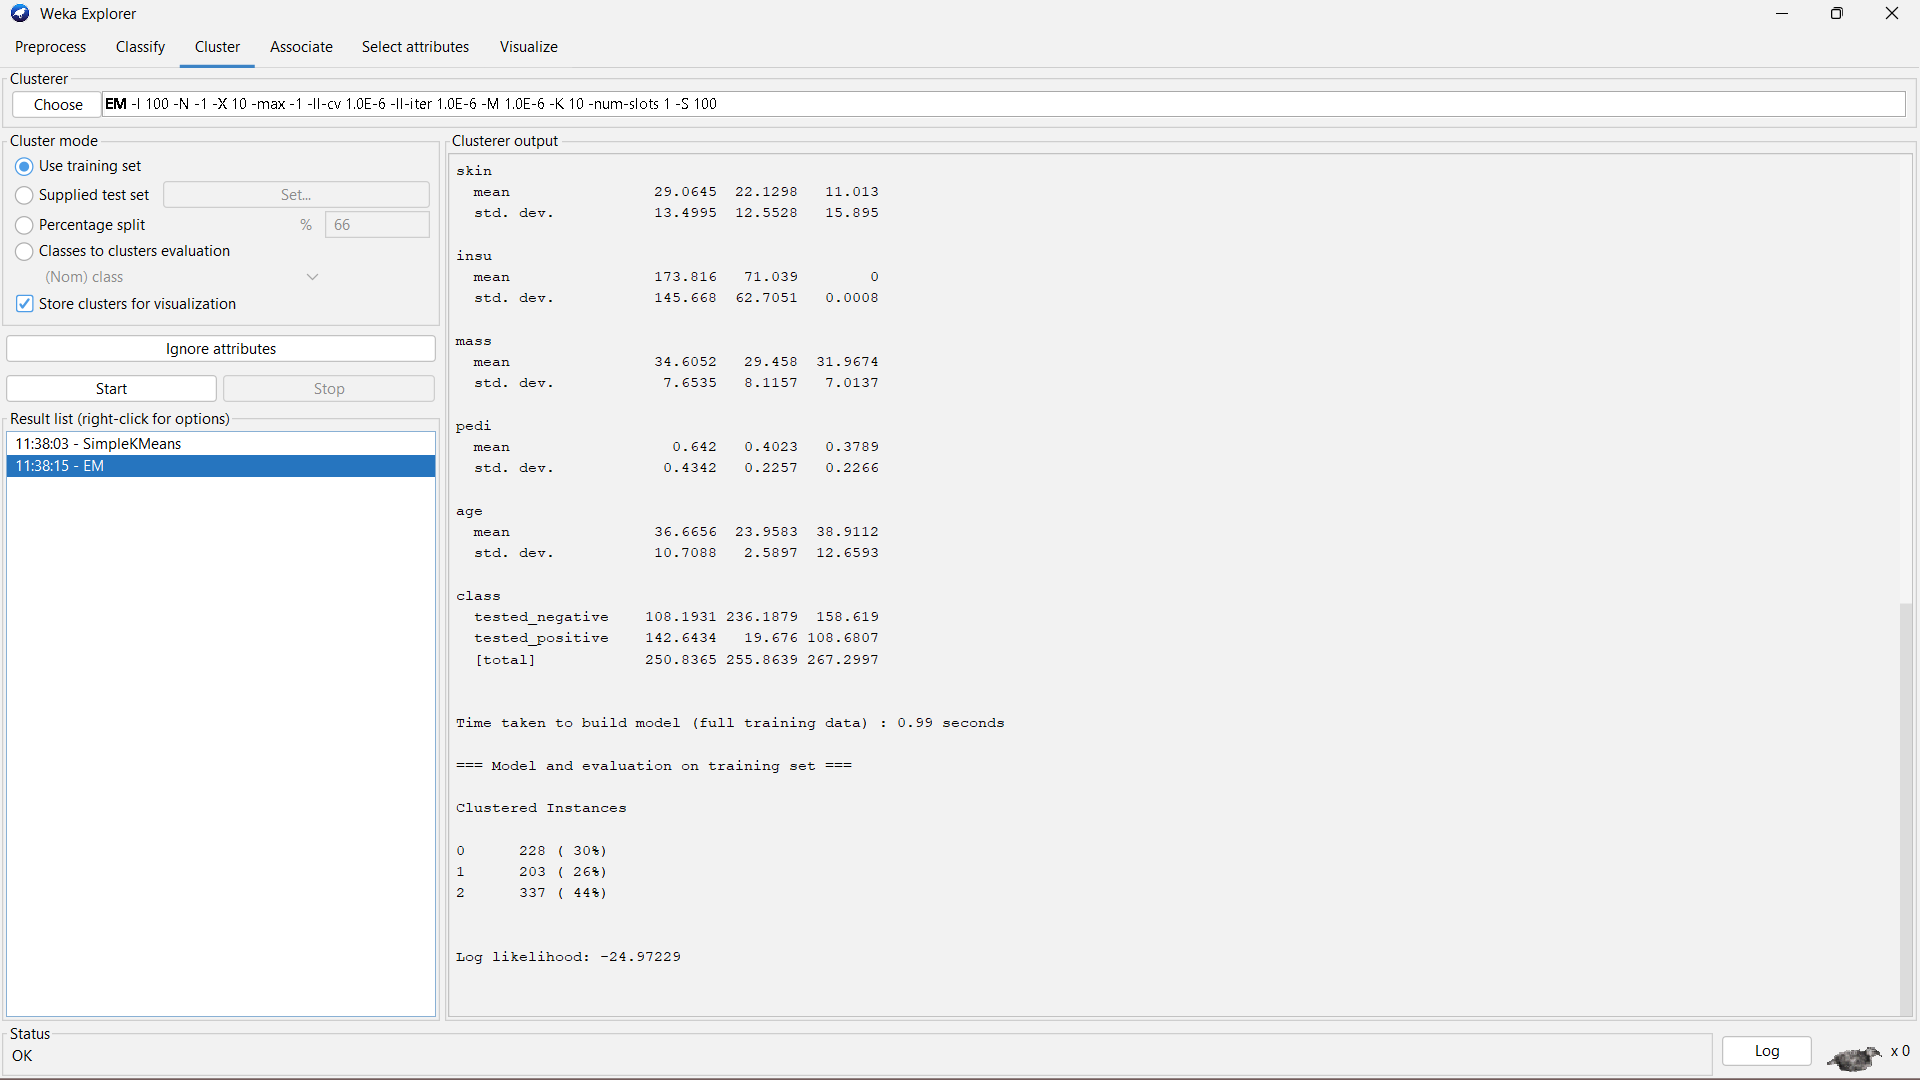 Weka Explorer
Preprocess Classify Cluster Associate Select attributes Visualize
Clusterer
Choose EM -I 100 -N -1 -X 10 -max -1 -ll-cv 1.0E-6 -ll-iter 1.0E-6 -M 1.0E-6 -K 10 -num-slots 1 -S 100
Cluster mode
Use training set
Supplied test set Set...
Percentage split % 66
Classes to clusters evaluation
(Nom) class
Store clusters for visualization
Ignore attributes
Start Stop
Result list (right-click for options)
11:38:03 - SimpleKMeans
11:38:15 - EM
Clusterer output
skin
mean 29.0645 22.1298 11.013
std. dev. 13.4995 12.5528 15.895
insu
mean 173.816 71.039 0
std. dev. 145.668 62.7051 0.0008
mass
mean 34.6052 29.458 31.9674
std. dev. 7.6535 8.1157 7.0137
pedi
mean 0.642 0.4023 0.3789
std. dev. 0.4342 0.2257 0.2266
age
mean 36.6656 23.9583 38.9112
std. dev. 10.7088 2.5897 12.6593
class
tested_negative 108.1931 236.1879 158.619
tested_positive 142.6434 19.676 108.6807
[total] 250.8365 255.8639 267.2997
Time taken to build model (full training data) : 0.99 seconds
=== Model and evaluation on training set ===
Clustered Instances
0 228 ( 30%)
1 203 ( 26%)
2 337 ( 44%)
Log likelihood: -24.97229
Status
OK
Log x 0